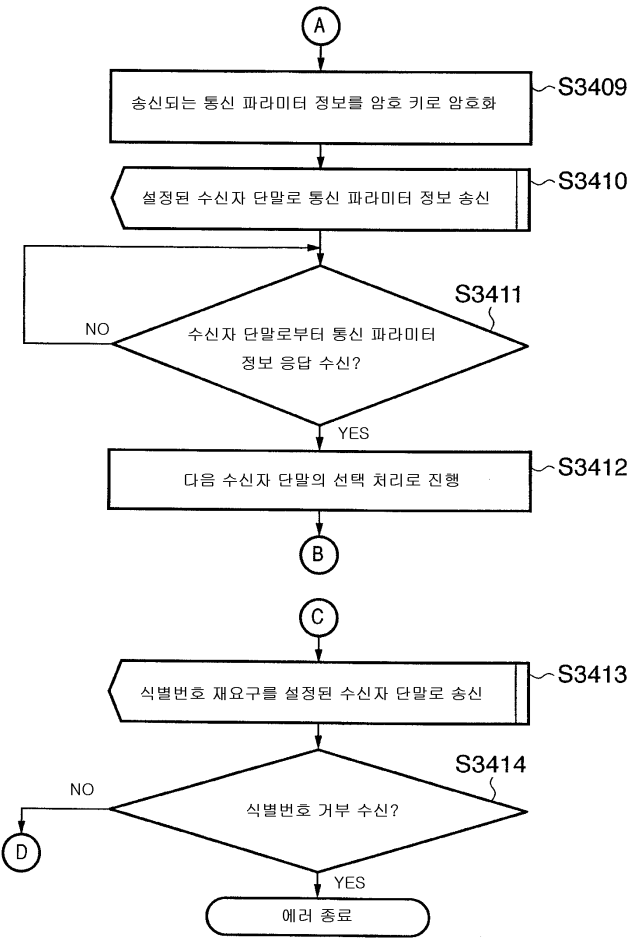 A
송신되는 통신 파라미터 정보를 암호 키로 암호화
S3409
설정된 수신자 단말로 통신 파라미터 정보 송신
S3410
S3411
NO
수신자 단말로부터 통신 파라미터
정보 응답 수신?
YES
다음 수신자 단말의 선택 처리로 진행
S3412
B
C
식별번호 재요구를 설정된 수신자 단말로 송신
S3413
S3414
NO
식별번호 거부 수신?
D
YES
에러 종료